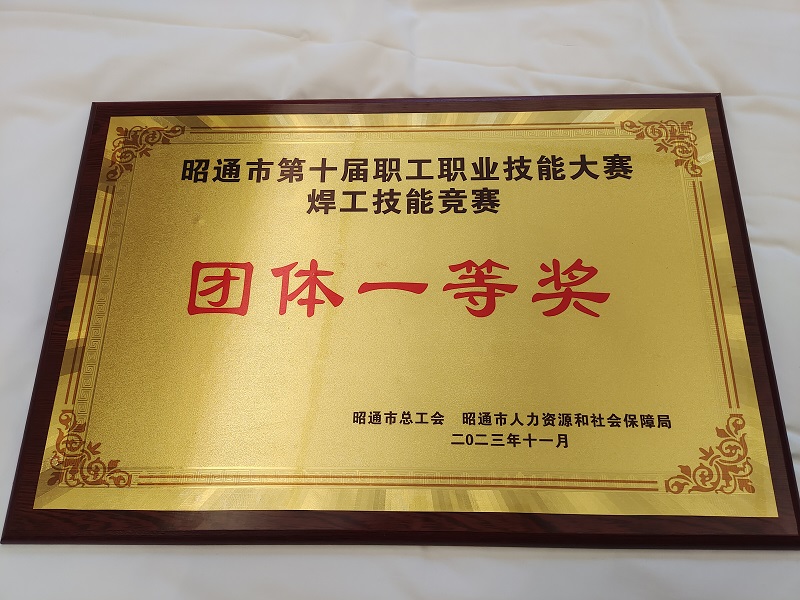 昭通市第十届职工职业技能大赛
焊工技能竞赛
团体一等奖
昭通市总工会 昭通市人力资源和社会保障局
二0二三年十一月